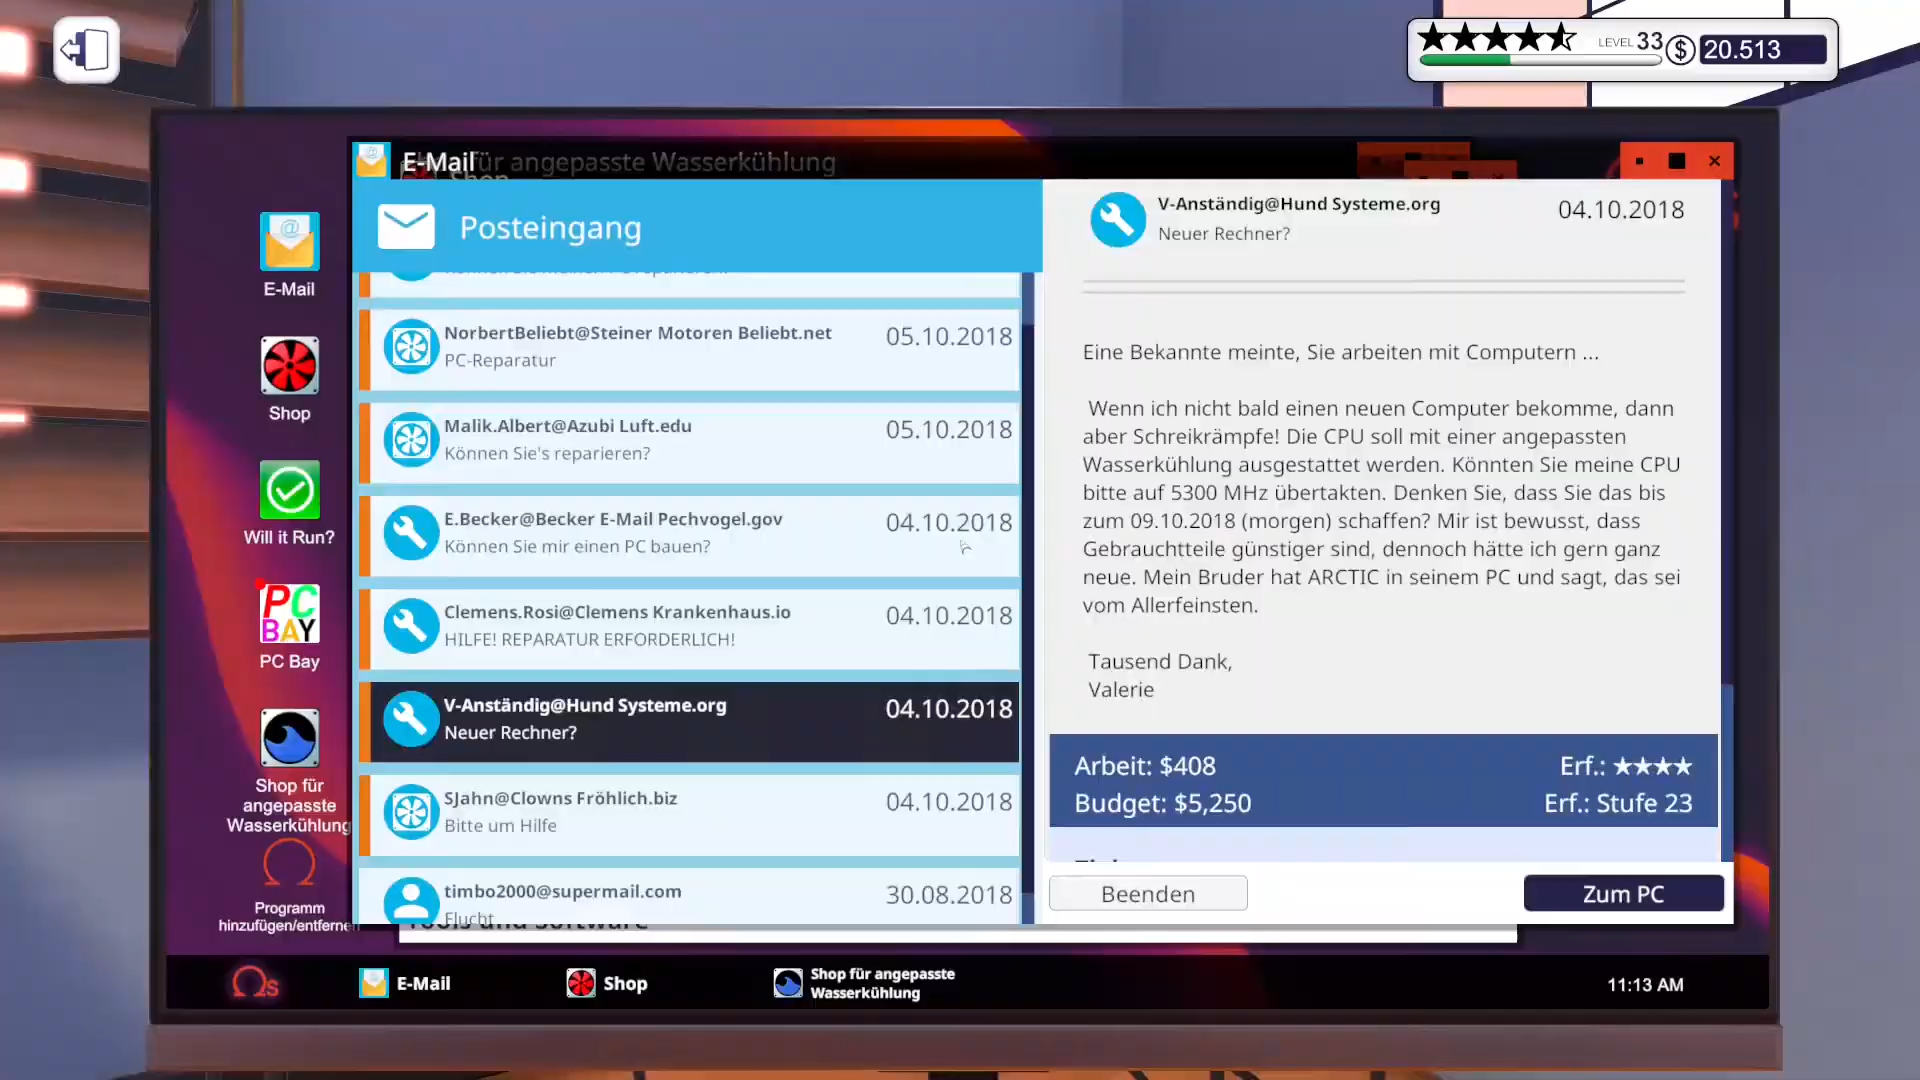 LEVEL 33
$ 20.513
E-Mail
für angepasste Wasserkühlung
Shop
Posteingang
NorbertBeliebt@Steiner Motoren Beliebt.net
05.10.2018
PC-Reparatur
Malik.Albert@Azubi Luft.edu
05.10.2018
Können Sie's reparieren?
E.Becker@Becker E-Mail Pechvogel.gov
04.10.2018
Können Sie mir einen PC bauen?
Clemens.Rosi@Clemens Krankenhaus.io
04.10.2018
HILFE! REPARATUR ERFORDERLICH!
V-Anständig@Hund Systeme.org
04.10.2018
Neuer Rechner?
SJahn@Clowns Fröhlich.biz
04.10.2018
Bitte um Hilfe
timbo2000@supermail.com
30.08.2018
Flucht
V-Anständig@Hund Systeme.org
04.10.2018
Neuer Rechner?
Eine Bekannte meinte, Sie arbeiten mit Computern ...
Wenn ich nicht bald einen neuen Computer bekomme, dann
aber Schreikrämpfe! Die CPU soll mit einer angepassten
Wasserkühlung ausgestattet werden. Könnten Sie meine CPU
bitte auf 5300 MHz übertakten. Denken Sie, dass Sie das bis
zum 09.10.2018 (morgen) schaffen? Mir ist bewusst, dass
Gebrauchtteile günstiger sind, dennoch hätte ich gern ganz
neue. Mein Bruder hat ARCTIC in seinem PC und sagt, das sei
vom Allerfeinsten.
Tausend Dank,
Valerie
Arbeit: $408
Erf.: ★★★★
Budget: $5,250
Erf.: Stufe 23
Beenden
Zum PC
Tools und Software
E-Mail
Shop
Will it Run?
PC
BAY
PC Bay
Shop für
angepasste
Wasserkühlung
Programm
hinzufügen/entferne
Ωs
E-Mail
Shop
Shop für angepasste
Wasserkühlung
11:13 AM